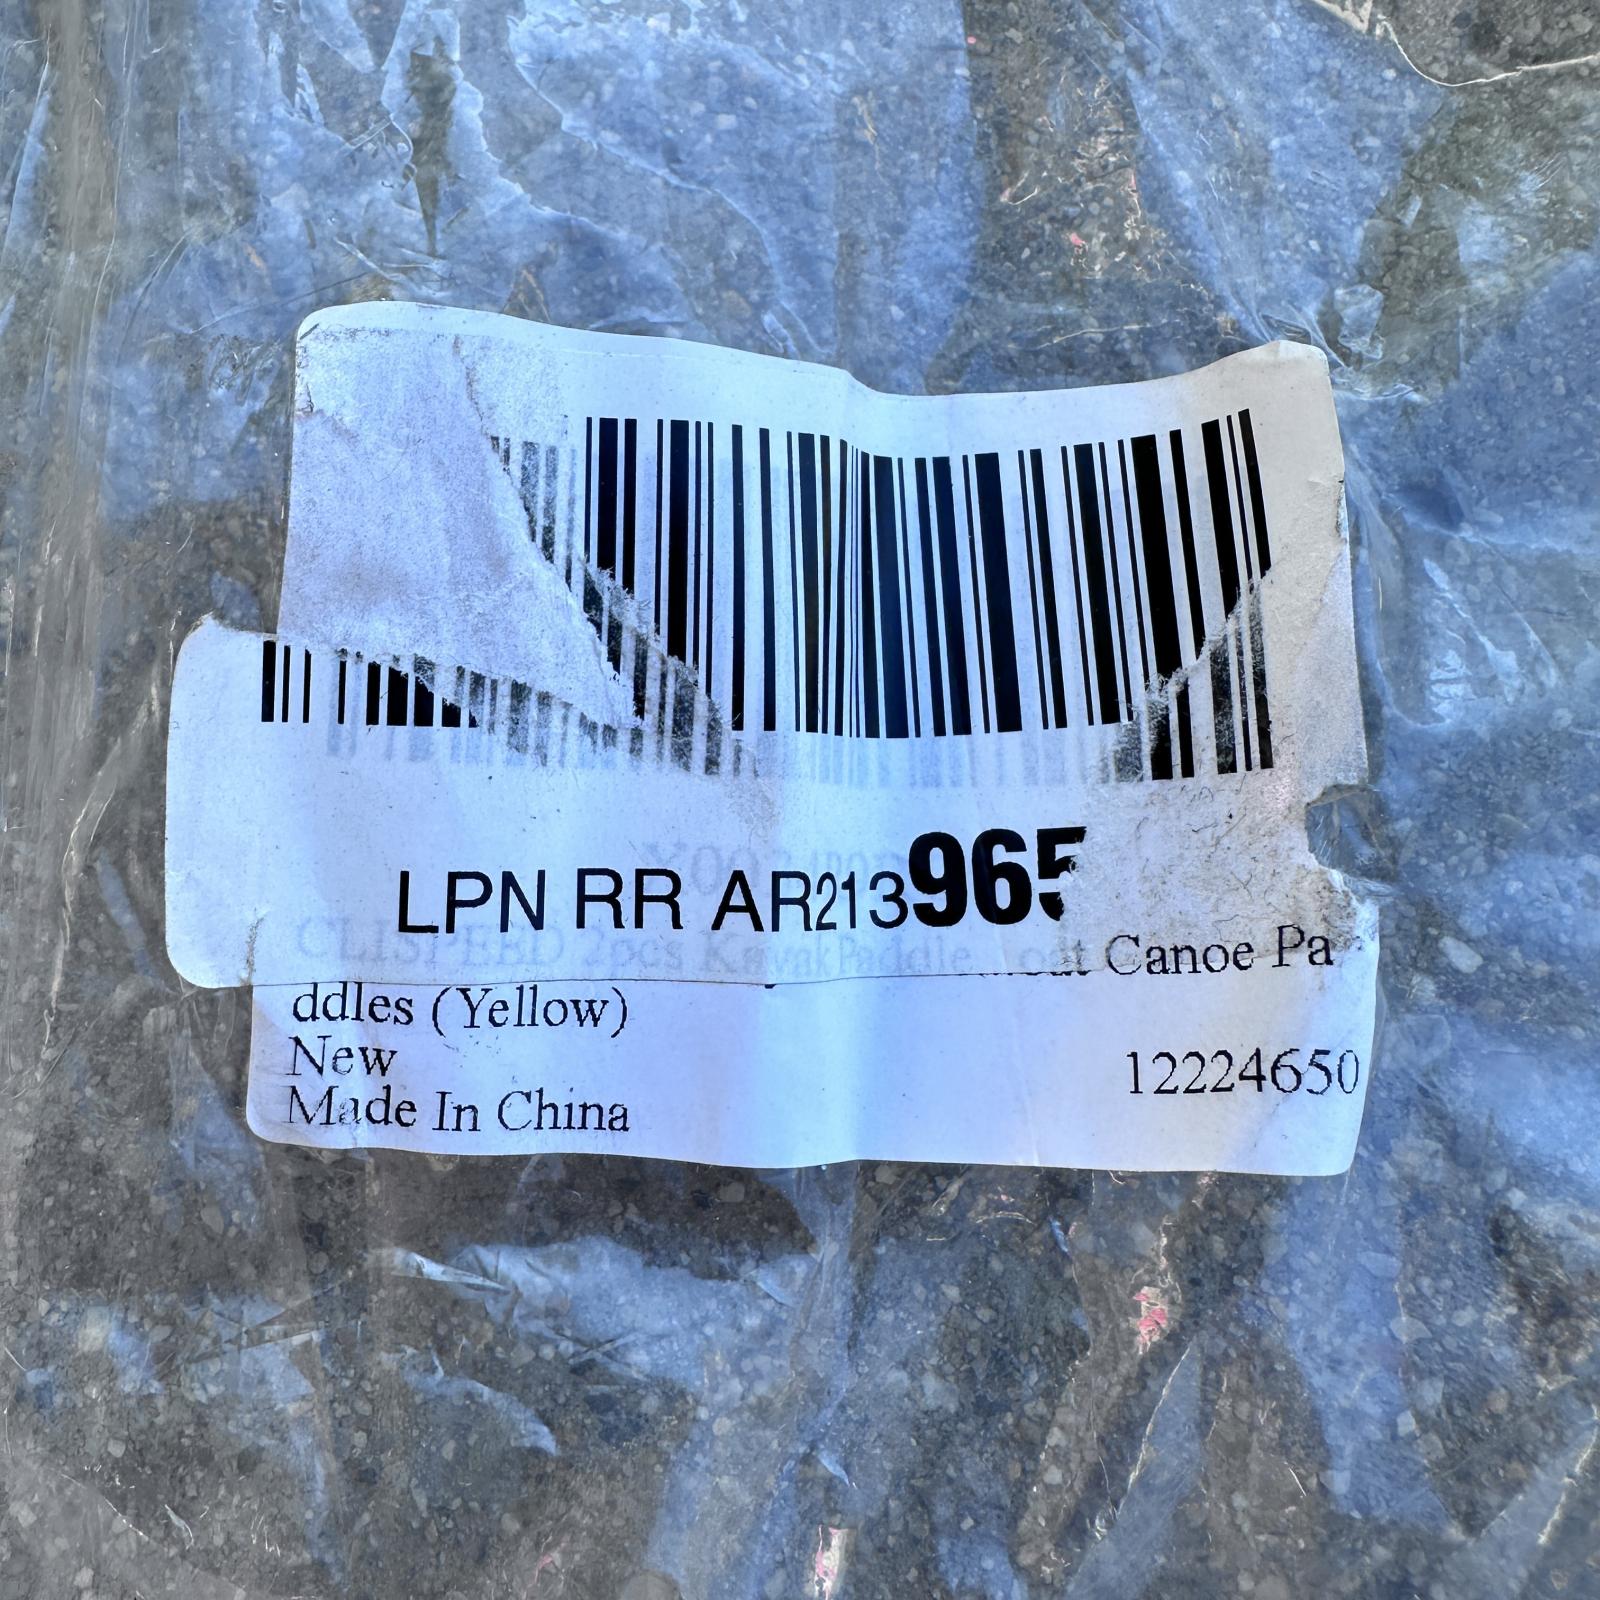 LPN RR AR213965
CLISPEED 2pcs Kayak Paddle Canoe Pa
ddles (Yellow)
New
12224650
Made In China